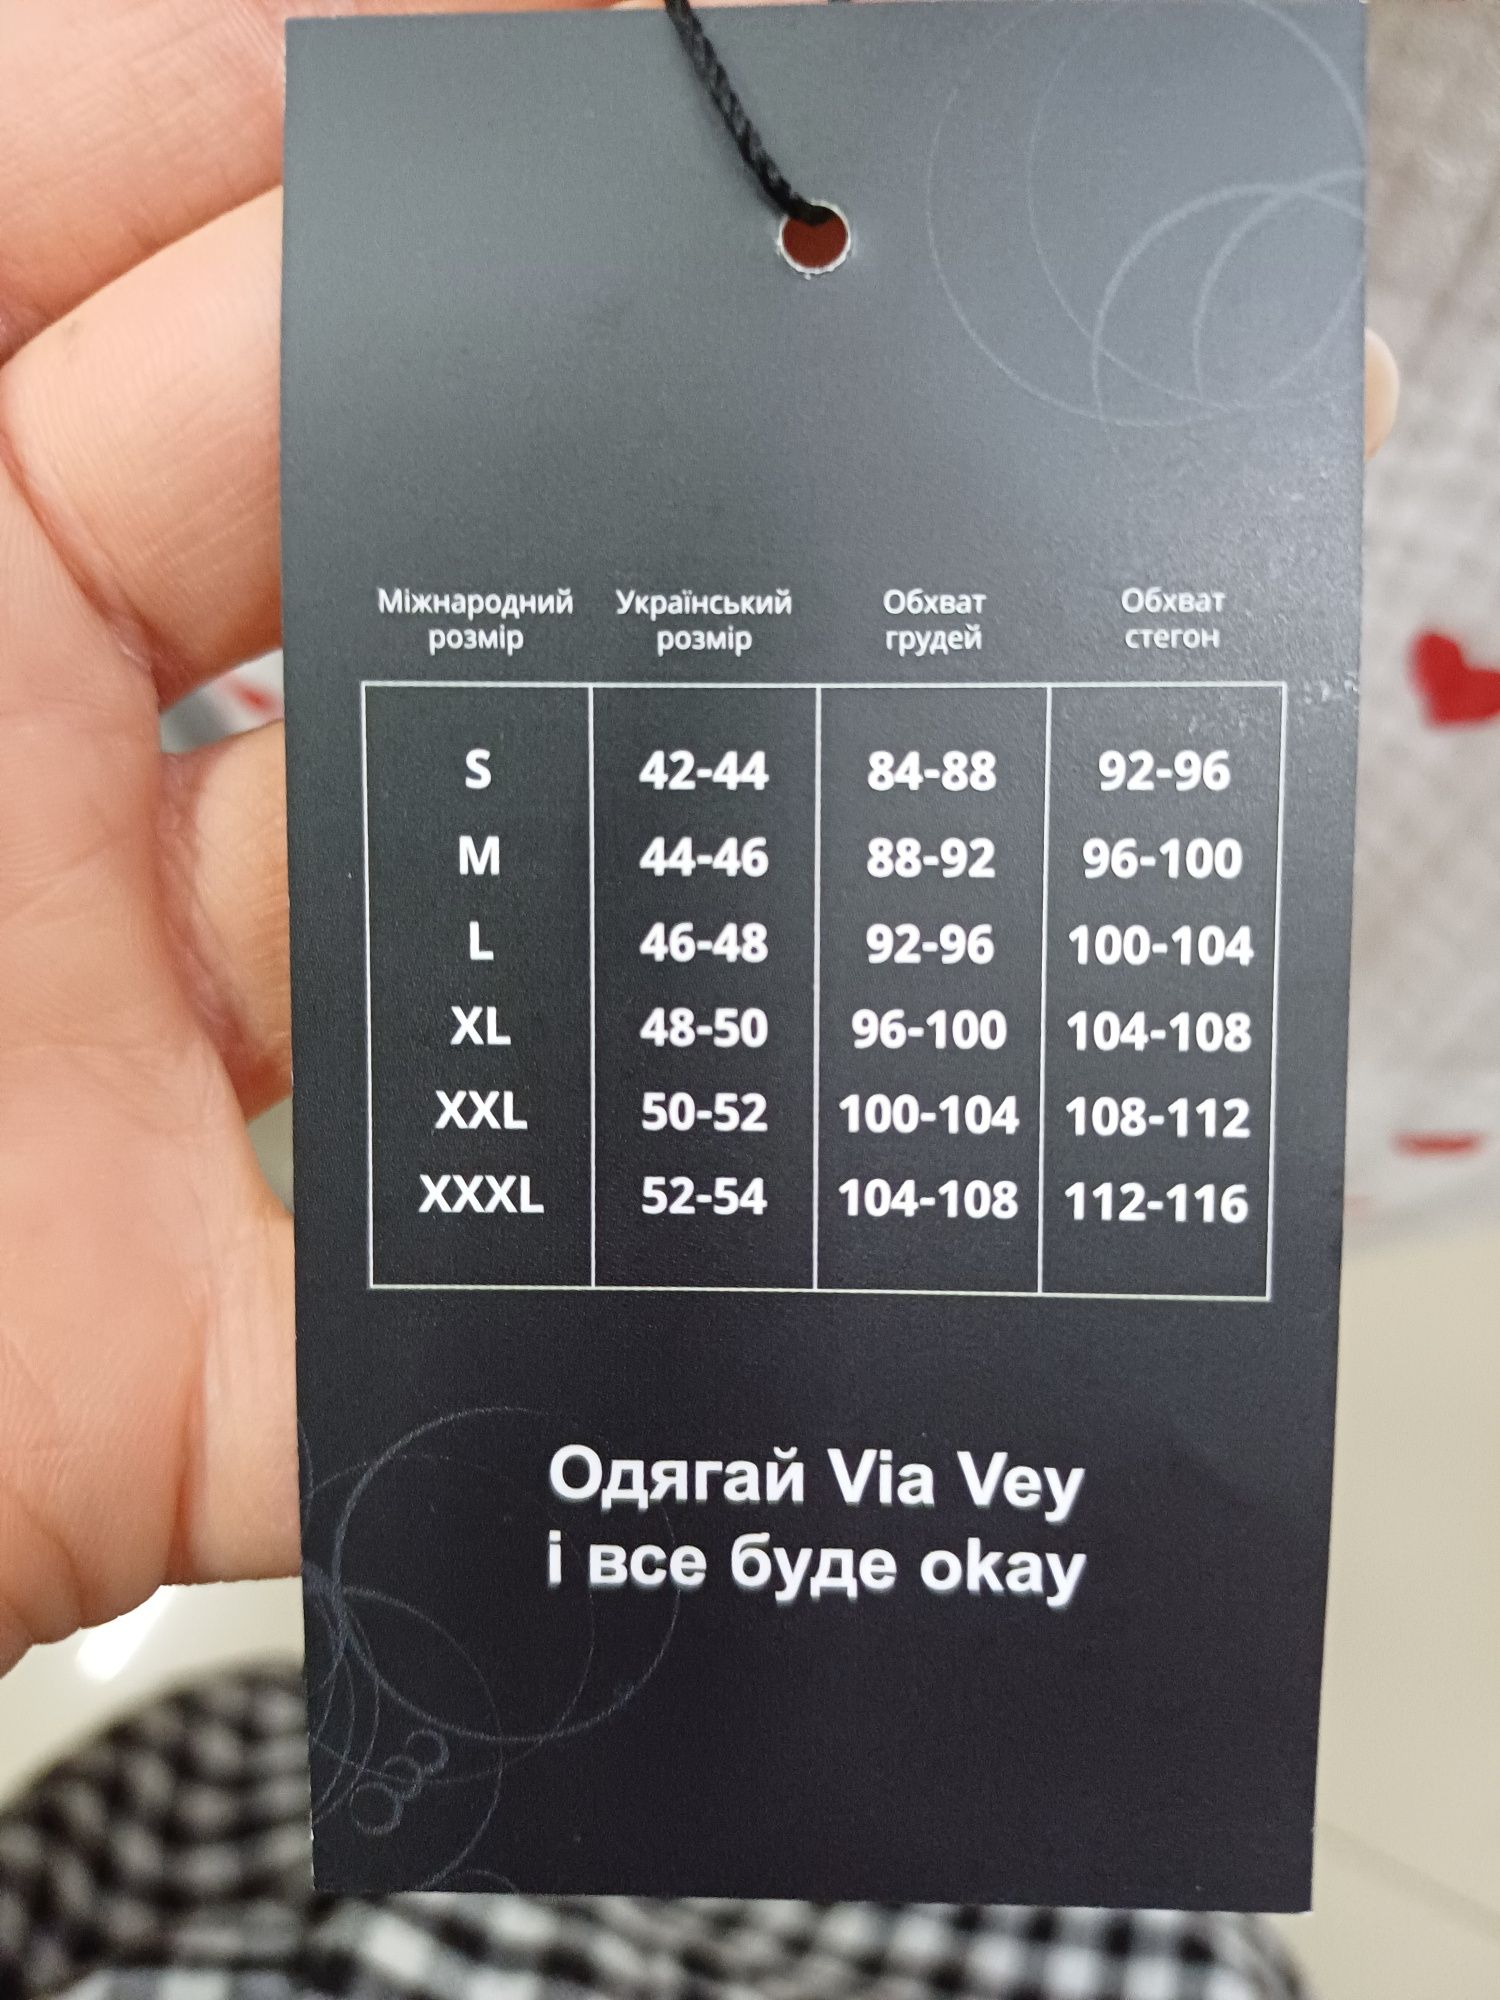 Міжнародний розмір Український розмір Обхват грудей Обхват стегон
S 42-44 84-88 92-96
M 44-46 88-92 96-100
L 46-48 92-96 100-104
XL 48-50 96-100 104-108
XXL 50-52 100-104 108-112
XXXL 52-54 104-108 112-116
Одягай Via Vey
і все буде okay